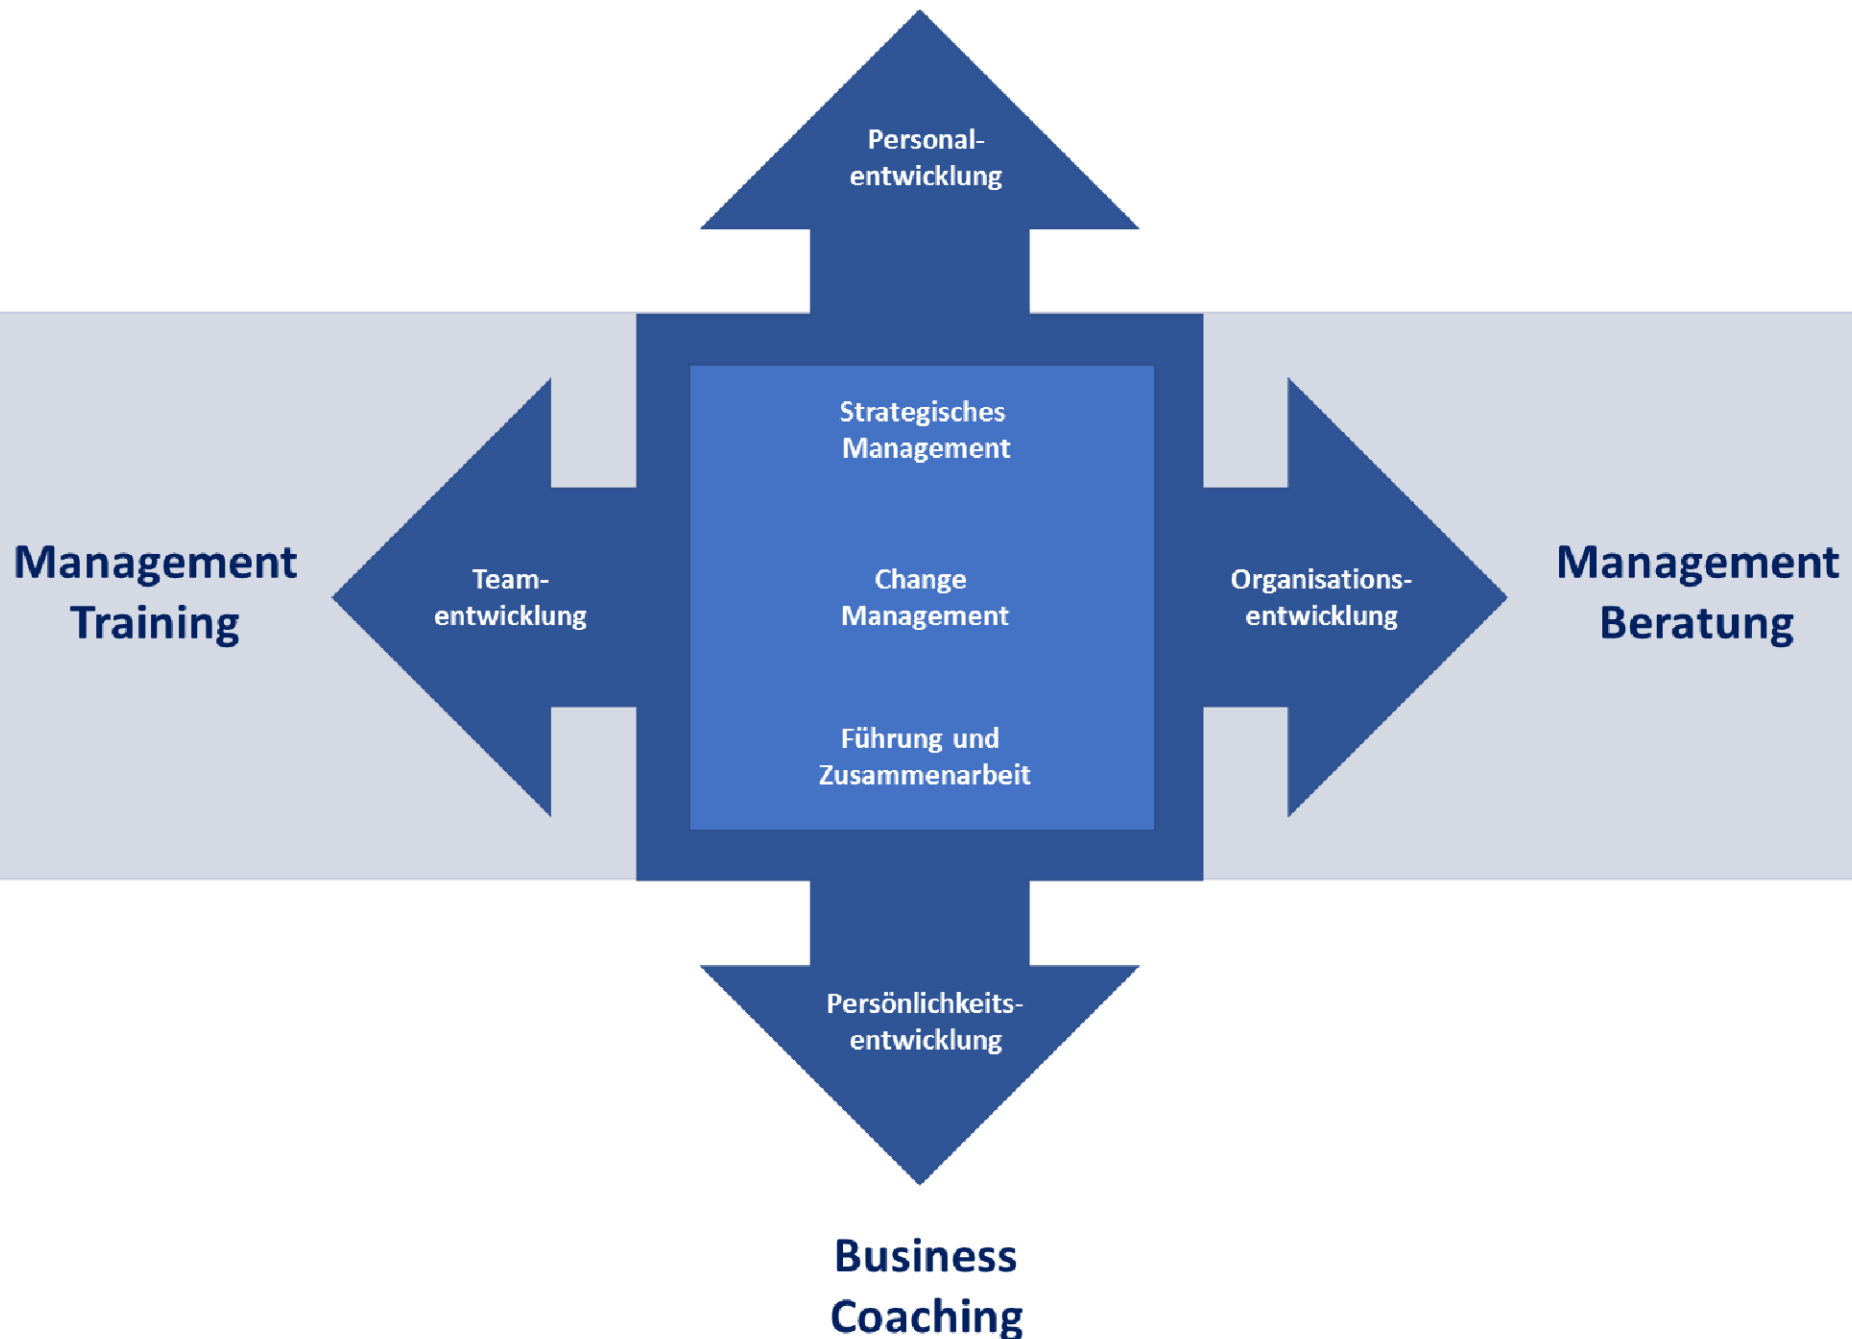 Personal-
entwicklung
Strategisches
Management
Management
Training
Team-
entwicklung
Change
Management
Organisations-
entwicklung
Management
Beratung
Führung und
Zusammenarbeit
Persönlichkeits-
entwicklung
Business
Coaching